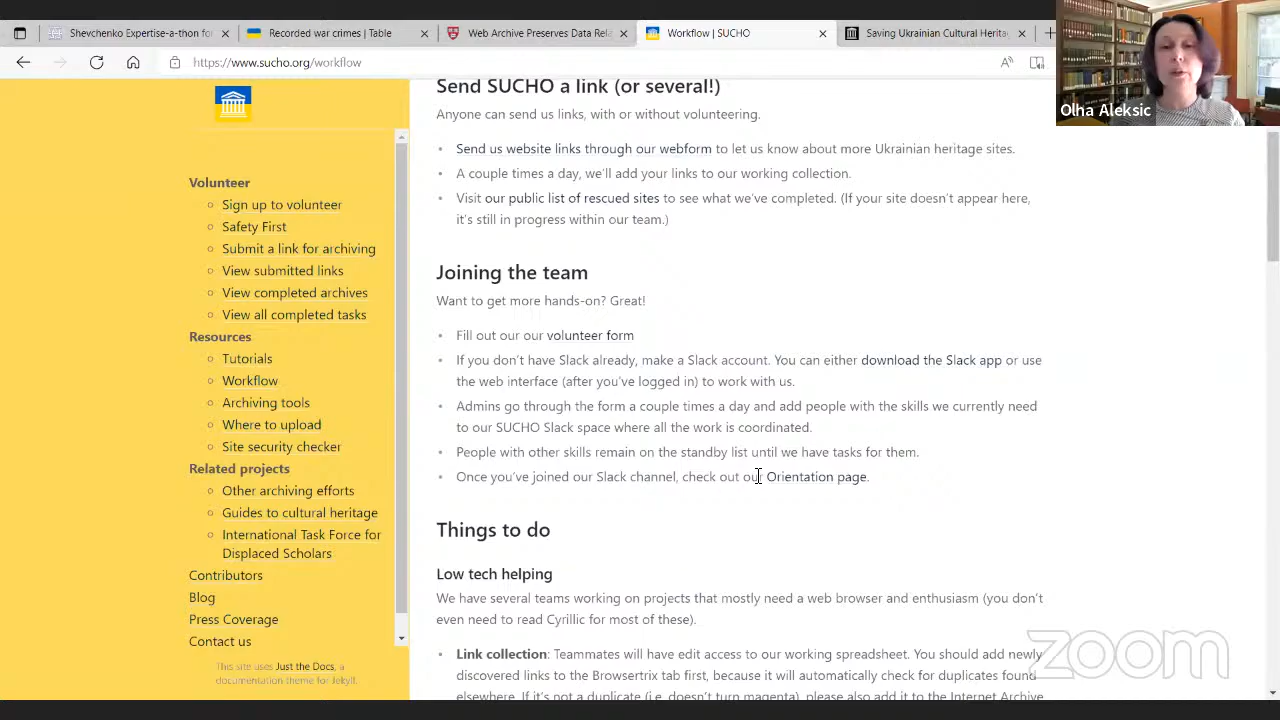 Shevchenko Expertise-a-thon for
Recorded war crimes | Table
Web Archive Preserves Data Rela
Workflow | SUCHO
Saving Ukrainian Cultural Herita
https://www.sucho.org/workflow
Olha Aleksic
Volunteer
Sign up to volunteer
Safety First
Submit a link for archiving
View submitted links
View completed archives
View all completed tasks
Resources
Tutorials
Workflow
Archiving tools
Where to upload
Site security checker
Related projects
Other archiving efforts
Guides to cultural heritage
International Task Force for
Displaced Scholars
Contributors
Blog
Press Coverage
Contact us
This site uses Just the Docs, a
documentation theme for Jekyll.
Send SUCHO a link (or several!)
Anyone can send us links, with or without volunteering.
Send us website links through our webform to let us know about more Ukrainian heritage sites.
A couple times a day, we'll add your links to our working collection.
Visit our public list of rescued sites to see what we've completed. (If your site doesn't appear here,
it's still in progress within our team.)
Joining the team
Want to get more hands-on? Great!
Fill out our our volunteer form
If you don't have Slack already, make a Slack account. You can either download the Slack app or use
the web interface (after you've logged in) to work with us.
Admins go through the form a couple times a day and add people with the skills we currently need
to our SUCHO Slack space where all the work is coordinated.
People with other skills remain on the standby list until we have tasks for them.
Once you've joined our Slack channel, check out our Orientation page.
Things to do
Low tech helping
We have several teams working on projects that mostly need a web browser and enthusiasm (you don't
even need to read Cyrillic for most of these).
Link collection: Teammates will have edit access to our working spreadsheet. You should add newly
discovered links to the Browsertrix tab first, because it will automatically check for duplicates found
elsewhere. If it's not a duplicate (i.e. doesn't turn magenta), please also add it to the Internet Archive
zoom